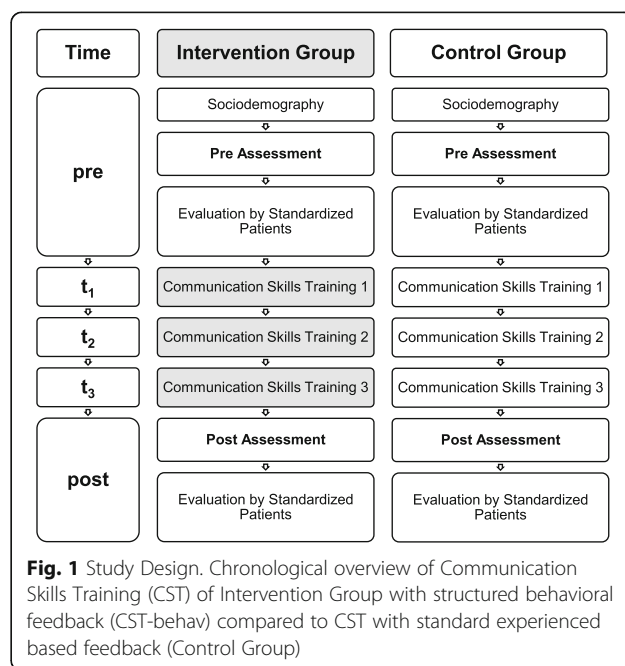 Time Intervention Group Control Group
Sociodemography Sociodemography
pre
Pre Assessment Pre Assessment
Evaluation by Standardized Evaluation by Standardized
Patients Patients
t1 Communication Skills Training 1 Communication Skills Training 1
t2 Communication Skills Training 2 Communication Skills Training 2
t3 Communication Skills Training 3 Communication Skills Training 3
Post Assessment Post Assessment
post
Evaluation by Standardized Evaluation by Standardized
Patients Patients
Fig. 1 Study Design. Chronological overview of Communication
Skills Training (CST) of Intervention Group with structured behavioral
feedback (CST-behav) compared to CST with standard experienced
based feedback (Control Group)